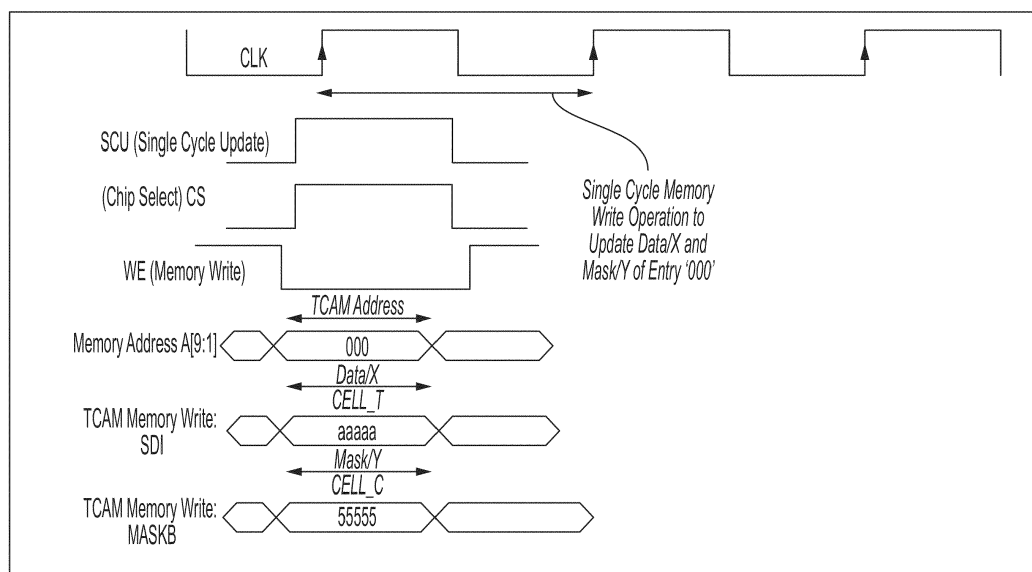 CLK
SCU (Single Cycle Update)
(Chip Select) CS
WE (Memory Write)
Single Cycle Memory
Write Operation to
Update Data/X and
Mask/Y of Entry ‘000’
TCAM Address
Memory Address A[9:1]
000
Data/X
CELL_T
TCAM Memory Write:
SDI
aaaaa
Mask/Y
CELL_C
TCAM Memory Write:
MASKB
55555